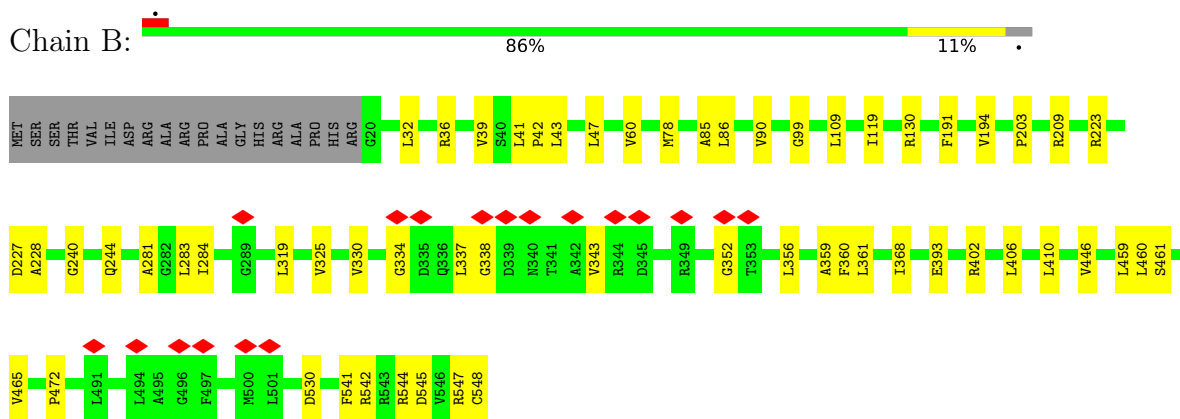 Chain B:
86%
11%
MET SER SER THR VAL ILE ASP ARG ALA ARG PRO ALA GLY HIS ARG ALA PRO HIS ARG G20 L32 R36 V39 S40 L41 P42 L43 L47 V60 M78 A85 L86 V90 G99 L109 I119 R130 F191 V194 P203 R209 R223
D227 A228 G240 Q244 A281 G282 L283 I284 G289 L319 V325 V330 G334 D335 Q336 L337 G338 D339 N340 T341 A342 V343 R344 D345 R349 G352 T353 L356 A359 F360 L361 I368 E393 R402 L406 L410 V446 L459 L460 S461
V465 P472 L491 L494 A495 G496 F497 M500 L501 D530 F541 R542 R543 R544 D545 V546 R547 C548